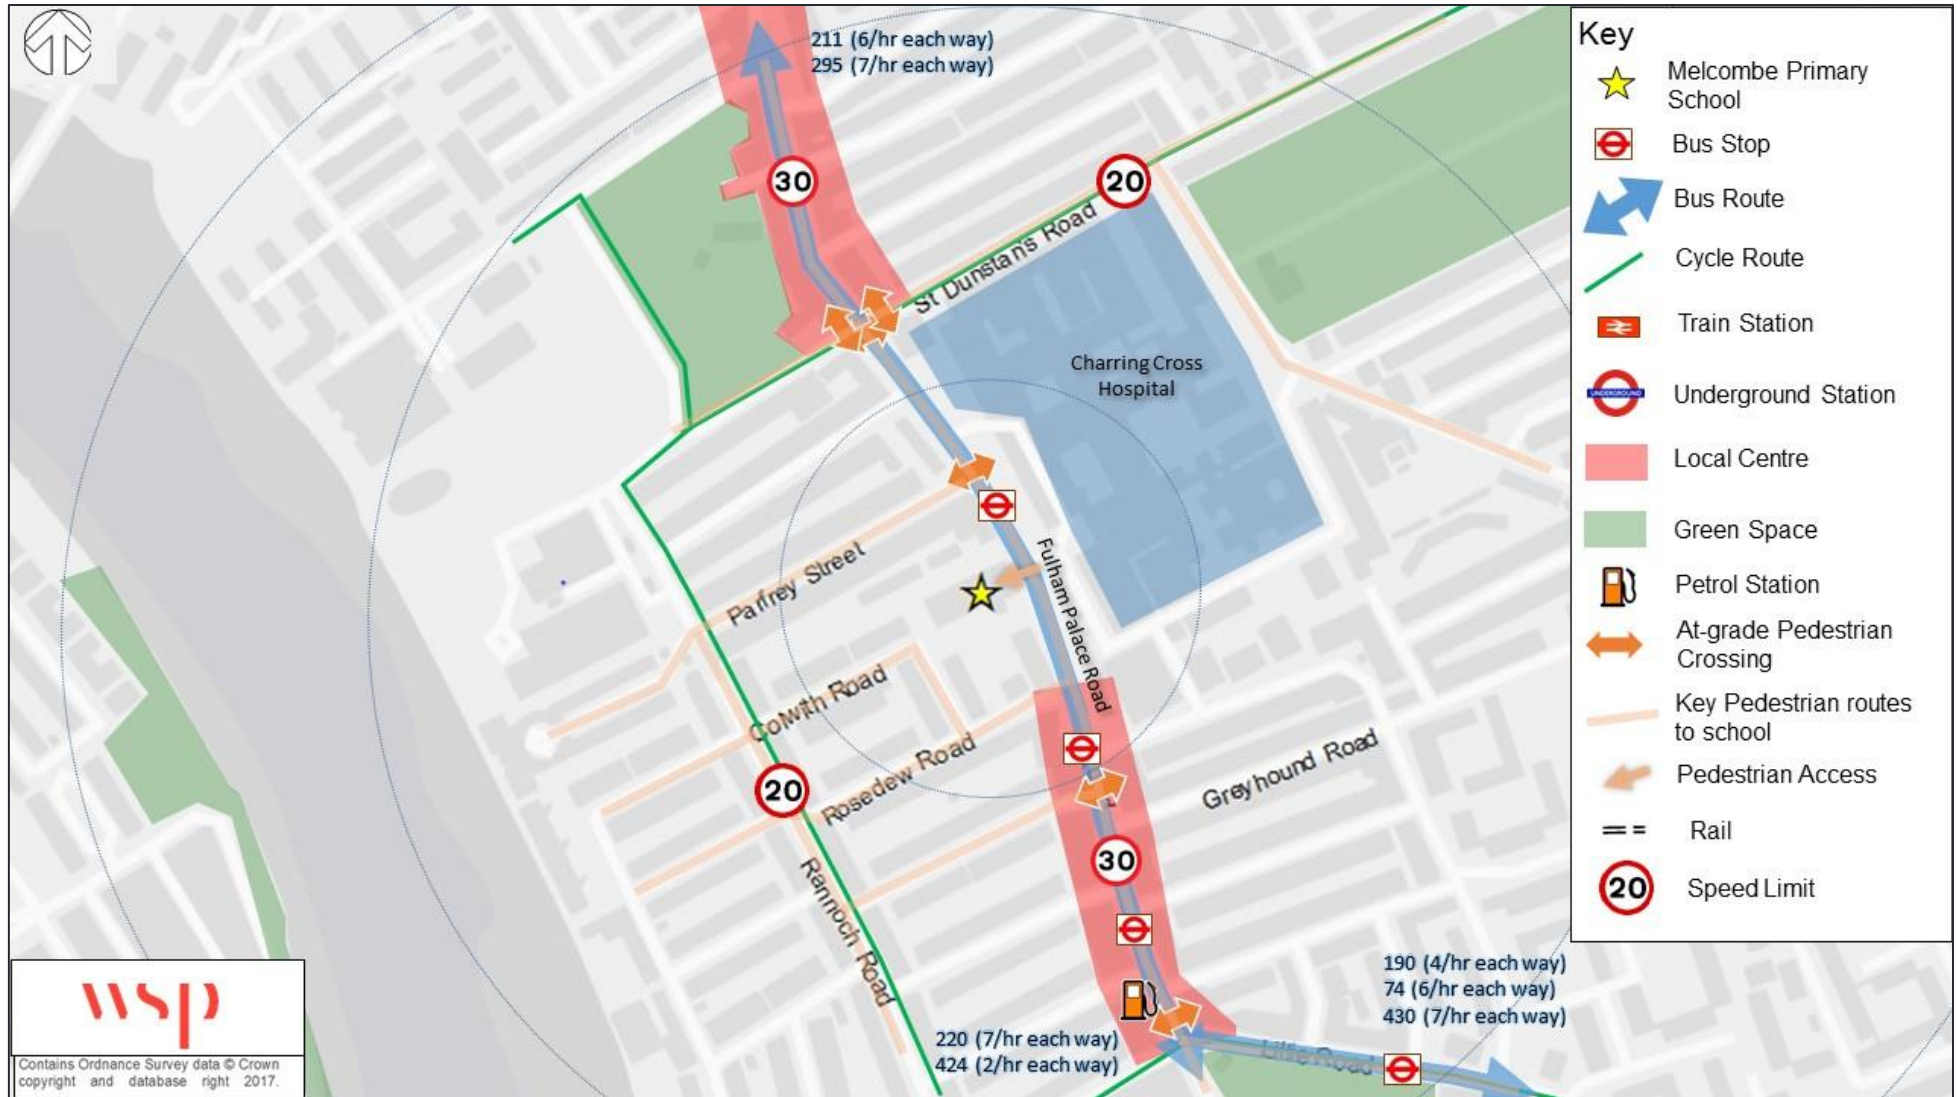 211 (6/hr each way)
295 (7/hr each way)
30
20
St Dunstan's Road
Charring Cross
Hospital
Parfrey Street
Fulham Palace Road
Colwith Road
Rosedew Road
20
Greyhound Road
30
Rannoch Road
190 (4/hr each way)
74 (6/hr each way)
430 (7/hr each way)
220 (7/hr each way)
424 (2/hr each way)
Lillie Road
Key
Melcombe Primary
School
Bus Stop
Bus Route
Cycle Route
Train Station
UNDERGROUND
Underground Station
Local Centre
Green Space
Petrol Station
At-grade Pedestrian
Crossing
Key Pedestrian routes
to school
Pedestrian Access
Rail
20
Speed Limit
wsp
Contains Ordnance Survey data © Crown
copyright and database right 2017.